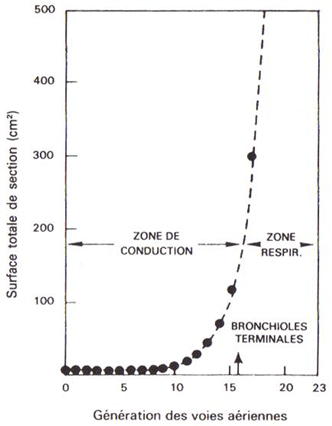 500
400
300
200
100
Surface totale de section (cm²)
ZONE DE
CONDUCTION
ZONE
RESPIR.
BRONCHIOLES
TERMINALES
0
5
10
15
20
23
Génération des voies aériennes